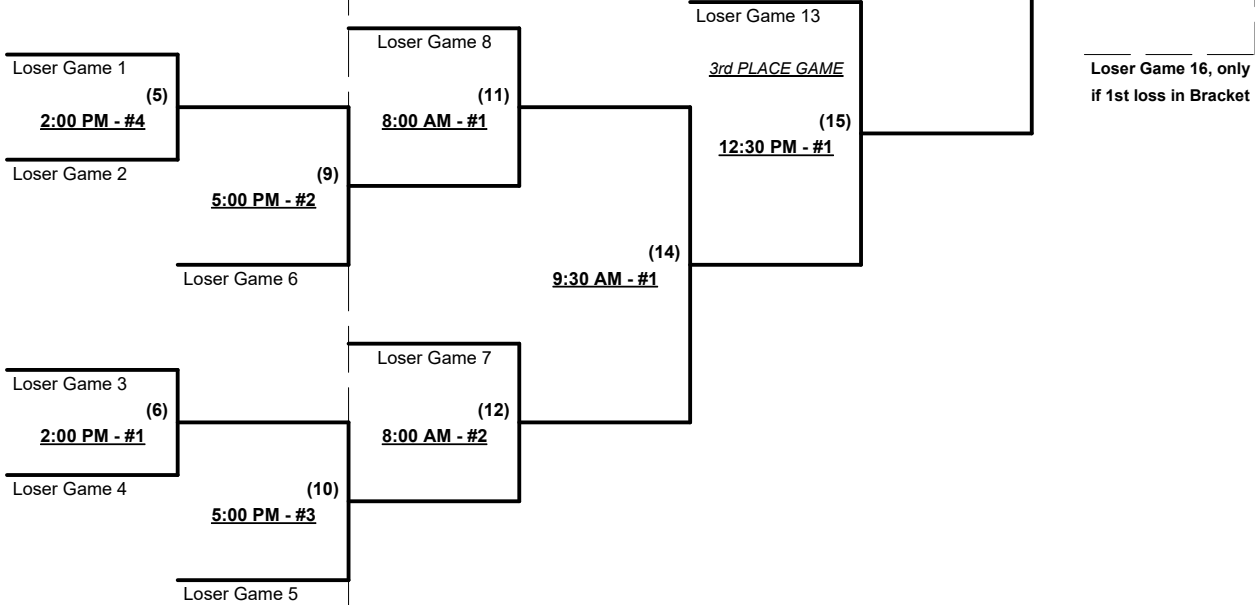 Loser Game 13
Loser Game 8
Loser Game 1
3rd PLACE GAME
Loser Game 16, only
if 1st loss in Bracket
(5)
2:00 PM - #4
(11)
8:00 AM - #1
(15)
12:30 PM - #1
Loser Game 2
(9)
5:00 PM - #2
(14)
9:30 AM - #1
Loser Game 6
Loser Game 7
Loser Game 3
(6)
2:00 PM - #1
(12)
8:00 AM - #2
Loser Game 4
(10)
5:00 PM - #3
Loser Game 5